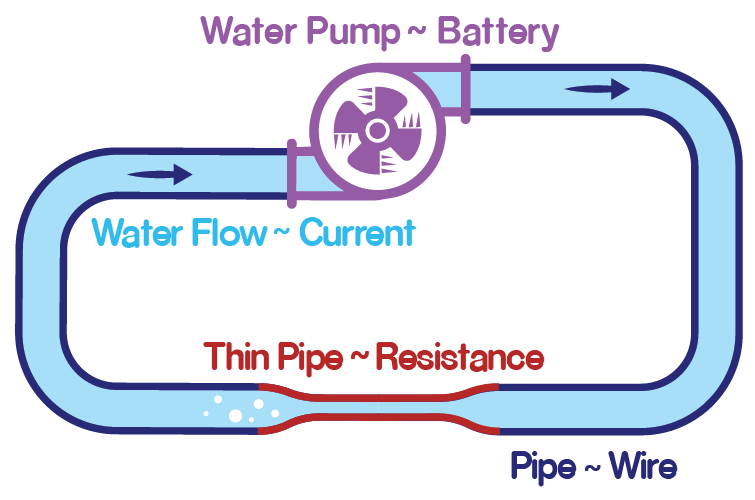 Water Pump ~ Battery
Water Flow ~ Current
Thin Pipe ~ Resistance
Pipe ~ Wire